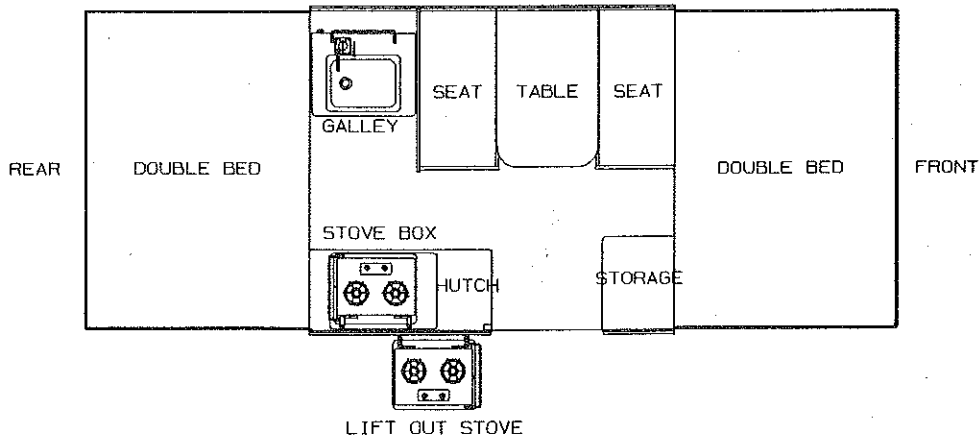 SEAT
TABLE
SEAT
GALLEY
REAR
DOUBLE BED
DOUBLE BED
FRONT
STOVE BOX
HUTCH
STORAGE
LIFT OUT STOVE